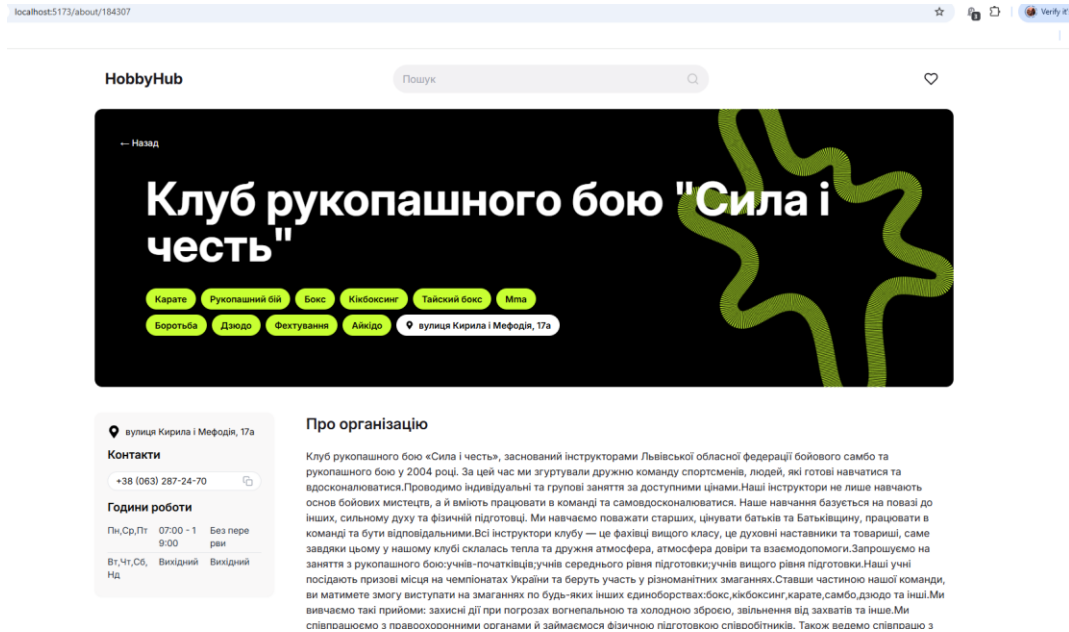 localhost:5173/about/184307
Verify it'
HobbyHub
Пошук
← Назад
Клуб рукопашного бою "Сила і
честь"
Карате Рукопашний бій Бокс Кікбоксинг Тайский бокс Mma
Боротьба Дзюдо Фехтування Айкідо вулиця Кирила і Мефодія, 17а
вулиця Кирила і Мефодія, 17а
Контакти
+38 (063) 287-24-70
Години роботи
Пн,Ср,Пт 07:00 - 1 Без пере
9:00 рви
Вт,Чт,Сб, Вихідний Вихідний
Нд
Про організацію
Клуб рукопашного бою «Сила і честь», заснований інструкторами Львівської обласної федерації бойового самбо та
рукопашного бою у 2004 році. За цей час ми згуртували дружню команду спортсменів, людей, які готові навчатися та
вдосконалюватися.Проводимо індивідуальні та групові заняття за доступними цінами.Наші інструктори не лише навчають
основ бойових мистецтв, а й вміють працювати в команді та самовдосконалюватися. Наше навчання базується на повазі до
інших, сильному духу та фізичній підготовці. Ми навчаємо поважати старших, цінувати батьків та Батьківщину, працювати в
команді та бути відповідальними.Всі інструктори клубу — це фахівці вищого класу, це духовні наставники та товариші, саме
завдяки цьому у нашому клубі склалась тепла та дружня атмосфера, атмосфера довіри та взаємодопомоги.Запрошуємо на
заняття з рукопашного бою:учнів-початківців;учнів середнього рівня підготовки;учнів вищого рівня підготовки.Наші учні
посідають призові місця на чемпіонатах України та беруть участь у різноманітних змаганнях.Ставши частиною нашої команди,
ви матимете змогу виступати на змаганнях по будь-яких інших єдиноборствах:бокс,кікбоксинг,карате,самбо,дзюдо та інші.Ми
вивчаємо такі прийоми: захисні дії при погрозах вогнепальною та холодною зброєю, звільнення від захватів та інше.Ми
співпрацюємо з правоохоронними органами й займаємося фізичною підготовкою співробітників. Також ведемо співпрацю з